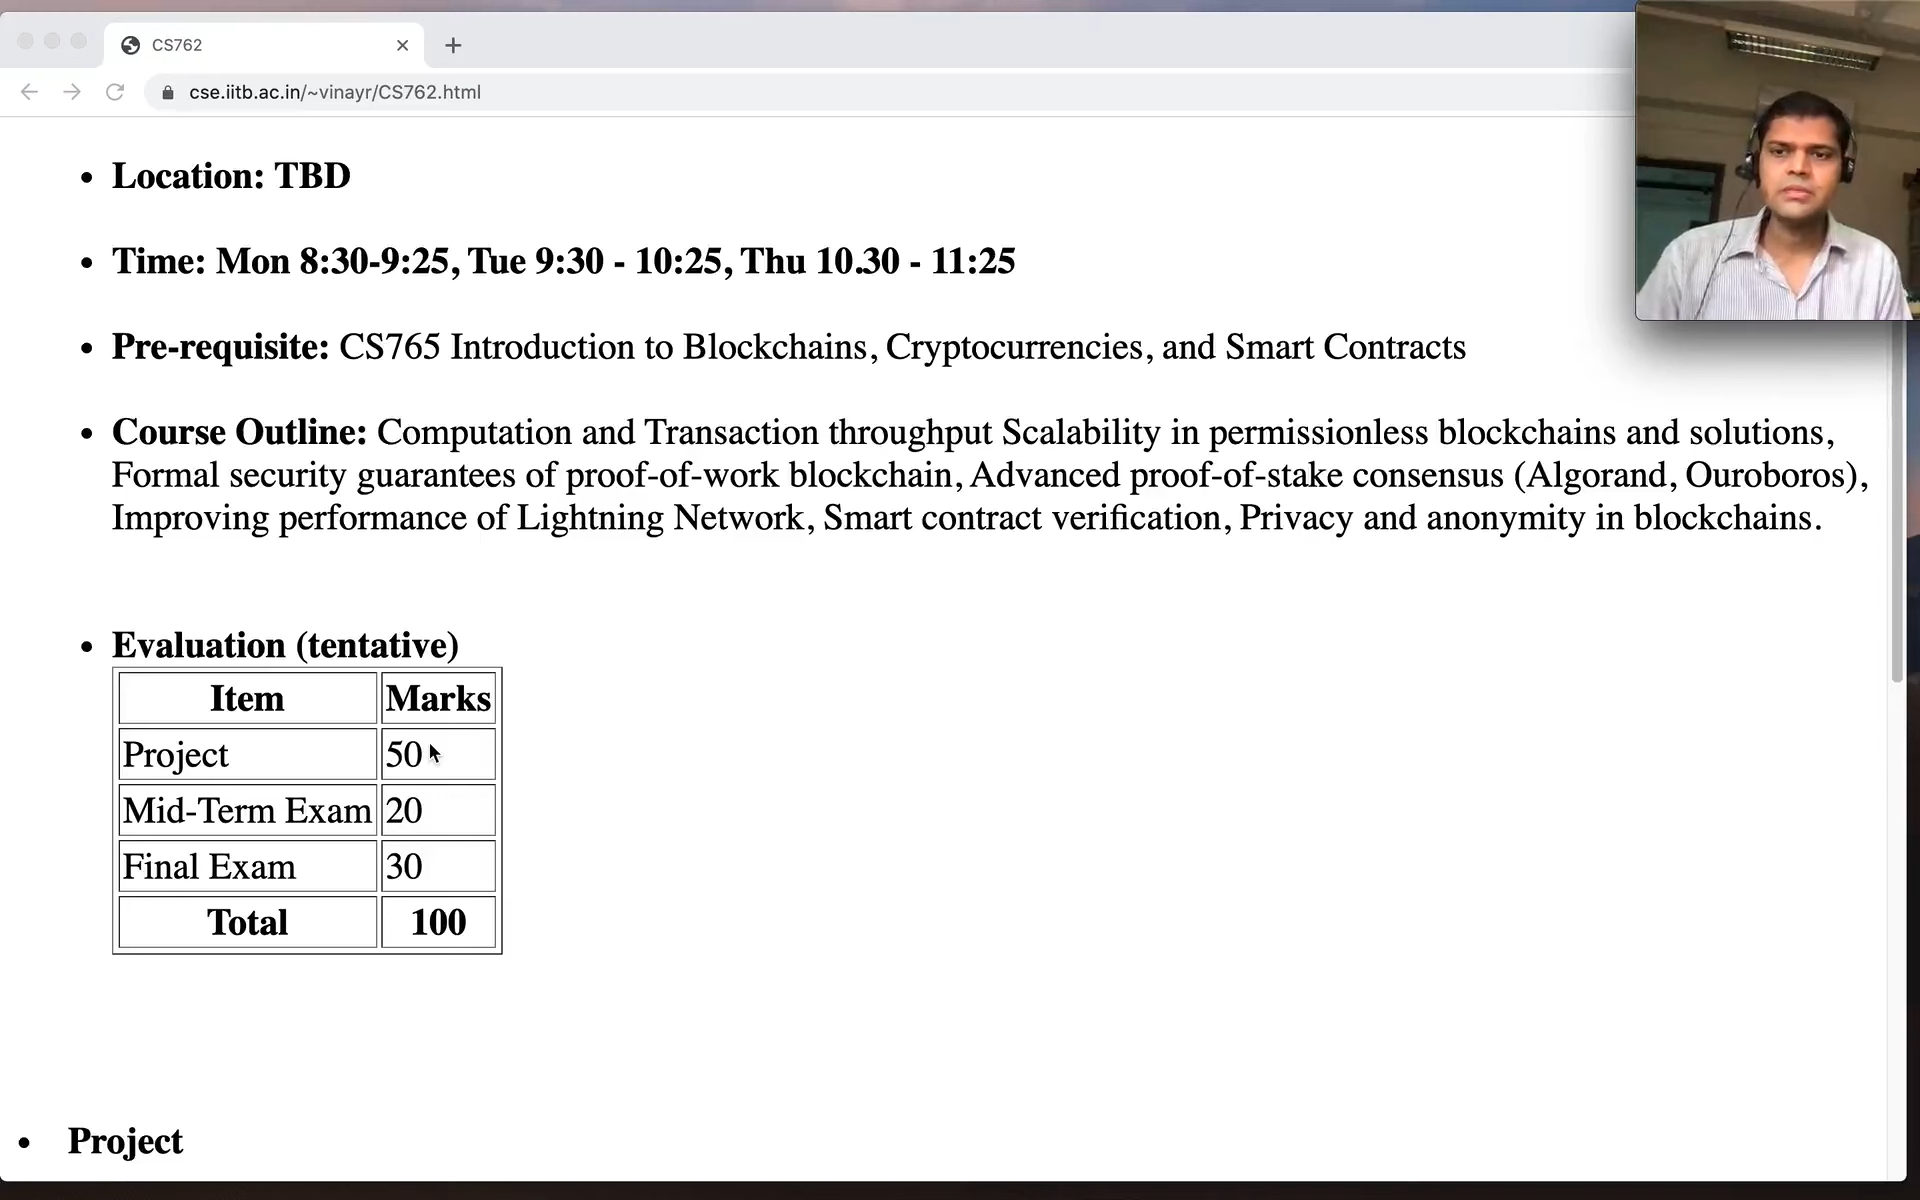 CS762
cse.iitb.ac.in/~vinayr/CS762.html
• Location: TBD
• Time: Mon 8:30-9:25, Tue 9:30 - 10:25, Thu 10.30 - 11:25
• Pre-requisite: CS765 Introduction to Blockchains, Cryptocurrencies, and Smart Contracts
• Course Outline: Computation and Transaction throughput Scalability in permissionless blockchains and solutions,
Formal security guarantees of proof-of-work blockchain, Advanced proof-of-stake consensus (Algorand, Ouroboros),
Improving performance of Lightning Network, Smart contract verification, Privacy and anonymity in blockchains.
• Evaluation (tentative)
Item Marks
Project 50
Mid-Term Exam 20
Final Exam 30
Total 100
• Project